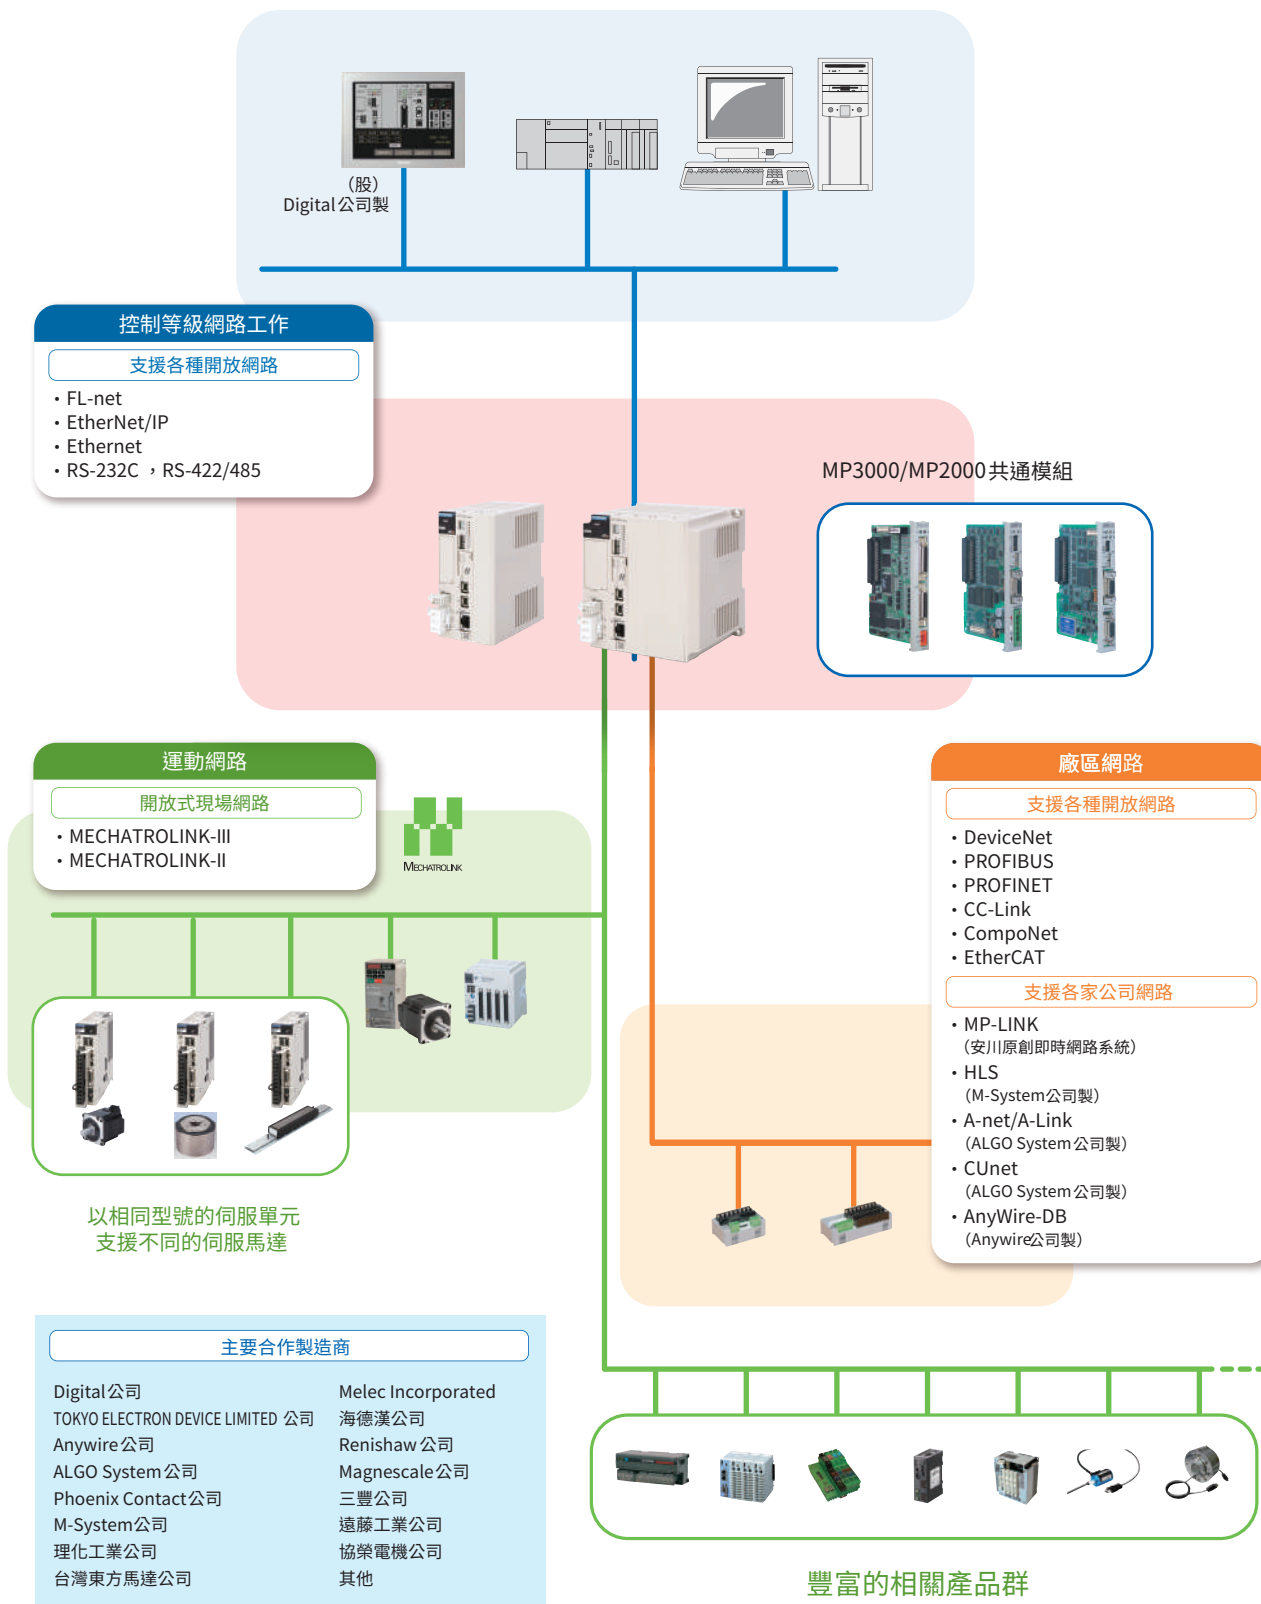 （股）
Digital公司製
控制等級網路工作
支援各種開放網路
・FL-net
・EtherNet/IP
・Ethernet
・RS-232C ，RS-422/485
MP3000/MP2000共通模組
運動網路
開放式現場網路
・MECHATROLINK-III
・MECHATROLINK-II
MECHATROLINK
廠區網路
支援各種開放網路
・DeviceNet
・PROFIBUS
・PROFINET
・CC-Link
・CompoNet
・EtherCAT
支援各家公司網路
・MP-LINK
（安川原創即時網路系統）
・HLS
（M-System公司製）
・A-net/A-Link
（ALGO System公司製）
・CUnet
（ALGO System公司製）
・AnyWire-DB
（Anywire公司製）
以相同型號的伺服單元
支援不同的伺服馬達
主要合作製造商
Digital公司
TOKYO ELECTRON DEVICE LIMITED 公司
Anywire公司
ALGO System公司
Phoenix Contact公司
M-System公司
理化工業公司
台灣東方馬達公司
Melec Incorporated
海德漢公司
Renishaw公司
Magnescale公司
三豐公司
遠藤工業公司
協榮電機公司
其他
豐富的相關產品群